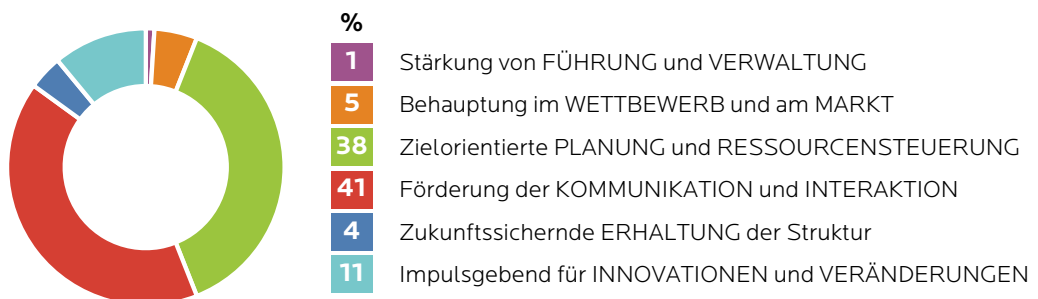 %
1 Stärkung von FÜHRUNG und VERWALTUNG
5 Behauptung im WETTBEWERB und am MARKT
38 Zielorientierte PLANUNG und RESSOURCENSTEUERUNG
41 Förderung der KOMMUNIKATION und INTERAKTION
4 Zukunftssichernde ERHALTUNG der Struktur
11 Impulsgebend für INNOVATIONEN und VERÄNDERUNGEN